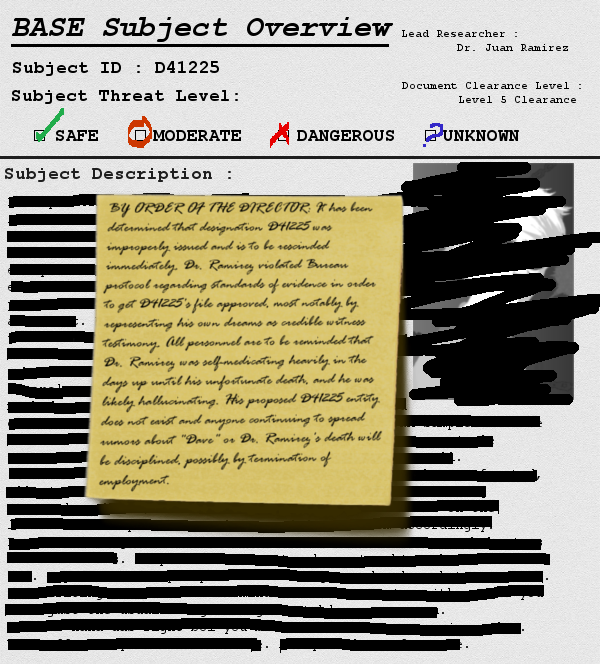 BASE Subject Overview
Lead Researcher :
Dr. Juan Ramirez
Subject ID : D41225
Subject Threat Level:
Document Clearance Level :
Level 5 Clearance
SAFE MODERATE DANGEROUS UNKNOWN
Subject Description :
BY ORDER OF THE DIRECTOR: It has been
determined that designation D41225 was
improperly issued and is to be rescinded
immediately. Dr. Ramirez violated Bureau
protocol regarding standards of evidence in order
to get D41225's file approved, most notably by
representing his own dreams as credible witness
testimony. All personnel are to be reminded that
Dr. Ramirez was self-medicating heavily in the
days up until his unfortunate death, and he was
likely hallucinating. His proposed D41225 entity
does not exist and anyone continuing to spread
rumors about "Dave" or Dr. Ramirez's death will
be disciplined, possibly by termination of
employment.